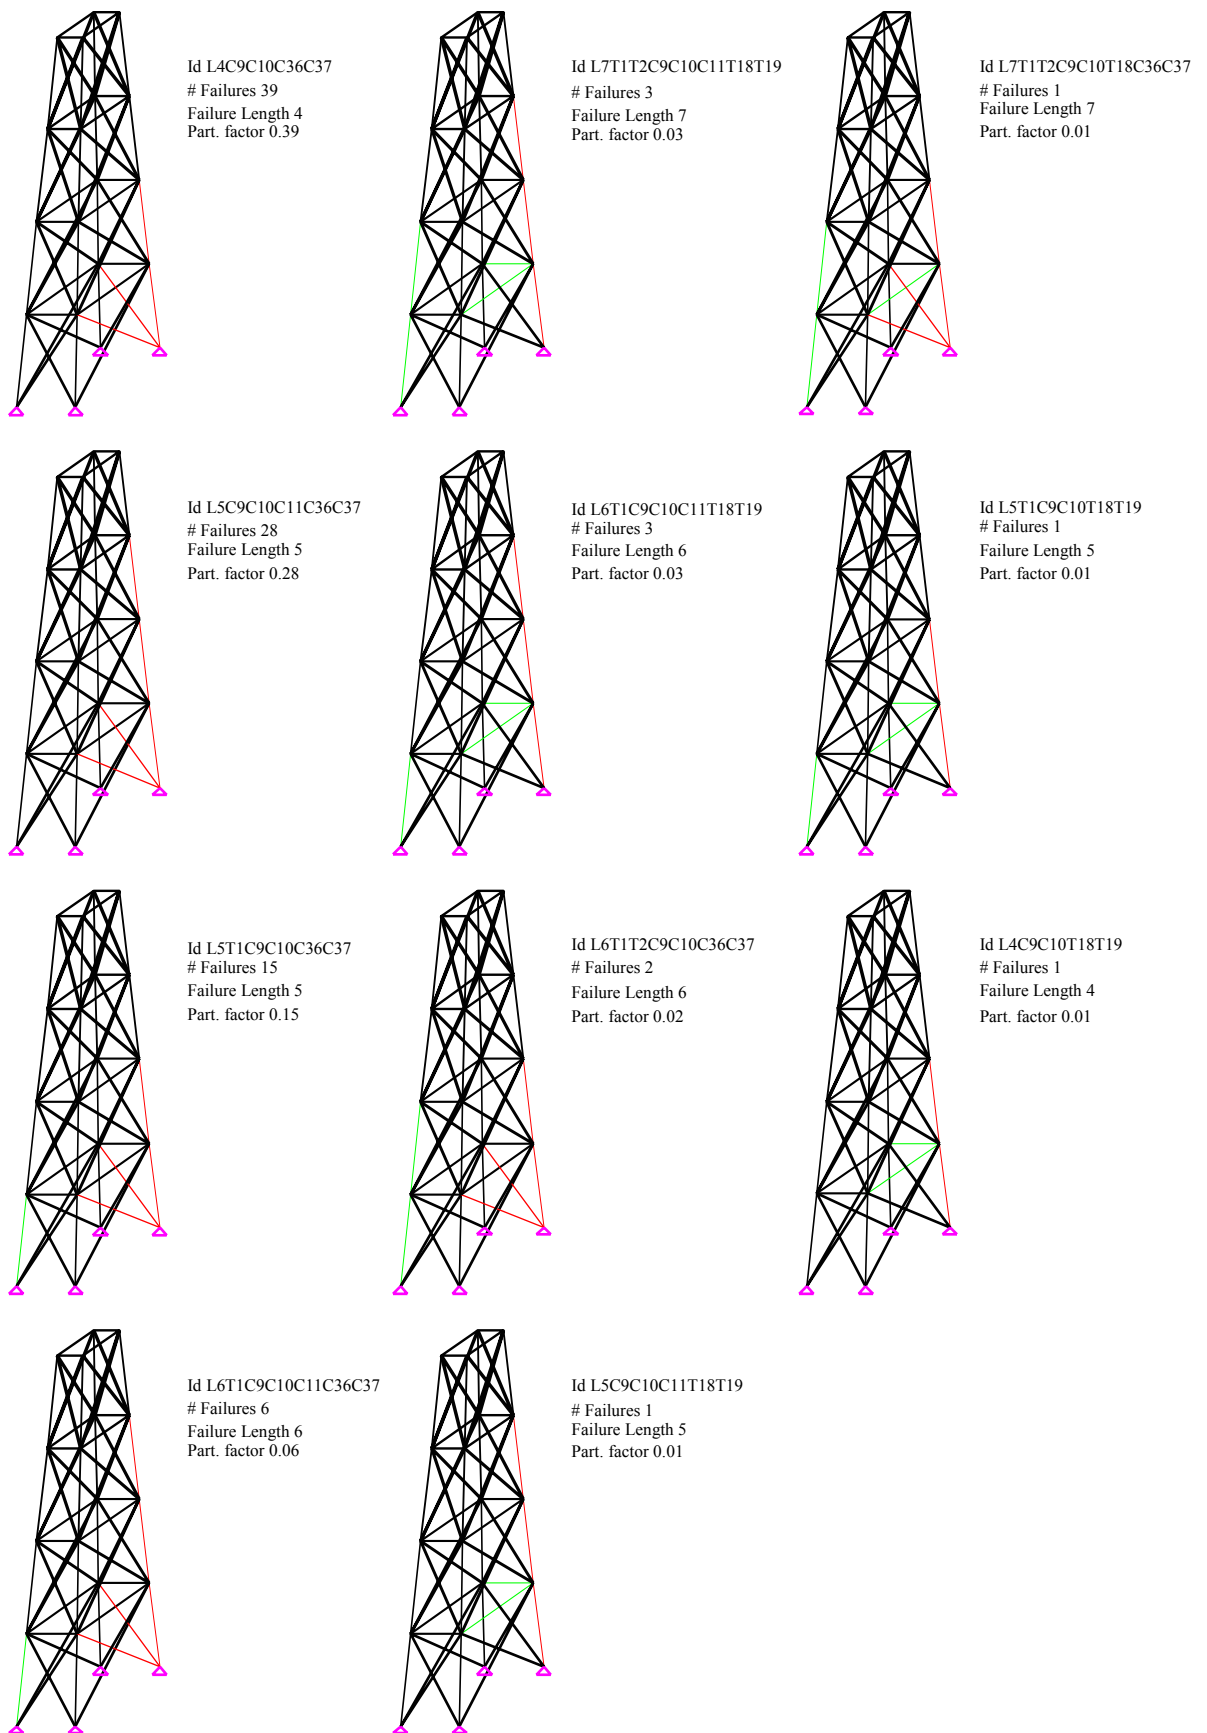 Id L4C9C10C36C37
# Failures 39
Failure Length 4
Part. factor 0.39
Id L7T1T2C9C10C11T18T19
# Failures 3
Failure Length 7
Part. factor 0.03
Id L7T1T2C9C10T18C36C37
# Failures 1
Failure Length 7
Part. factor 0.01
Id L5C9C10C11C36C37
# Failures 28
Failure Length 5
Part. factor 0.28
Id L6T1C9C10C11T18T19
# Failures 3
Failure Length 6
Part. factor 0.03
Id L5T1C9C10T18T19
# Failures 1
Failure Length 5
Part. factor 0.01
Id L5T1C9C10C36C37
# Failures 15
Failure Length 5
Part. factor 0.15
Id L6T1T2C9C10C36C37
# Failures 2
Failure Length 6
Part. factor 0.02
Id L4C9C10T18T19
# Failures 1
Failure Length 4
Part. factor 0.01
Id L6T1C9C10C11C36C37
# Failures 6
Failure Length 6
Part. factor 0.06
Id L5C9C10C11T18T19
# Failures 1
Failure Length 5
Part. factor 0.01